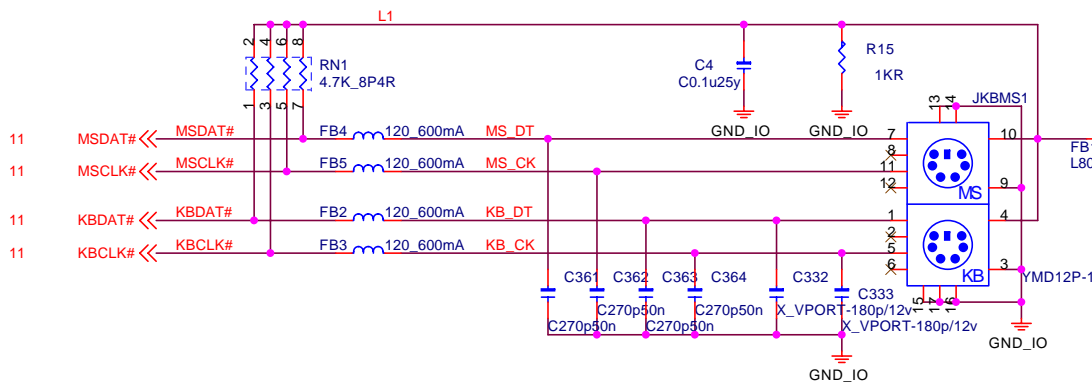 L1
2 4 6 8
RN1
4.7K_8P4R
1 3 5 7
C4
C0.1u25y
R15
1KR
GND_IO GND_IO
JKBMS1
13 14
11 MSDAT# MSDAT# FB4 120_600mA MS_DT 7 10
8
FB1
L80
11 MSCLK# MSCLK# FB5 120_600mA MS_CK 11
12 MS 9
11 KBDAT# KBDAT# FB2 120_600mA KB_DT 1 4
2
11 KBCLK# KBCLK# FB3 120_600mA KB_CK 5
6 KB 3
YMD12P-1
C361 C362 C363 C364 C332 C333
C270p50n C270p50n C270p50n X_VPORT-180p/12v
X_VPORT-180p/12v
15 17 16
GND_IO
GND_IO